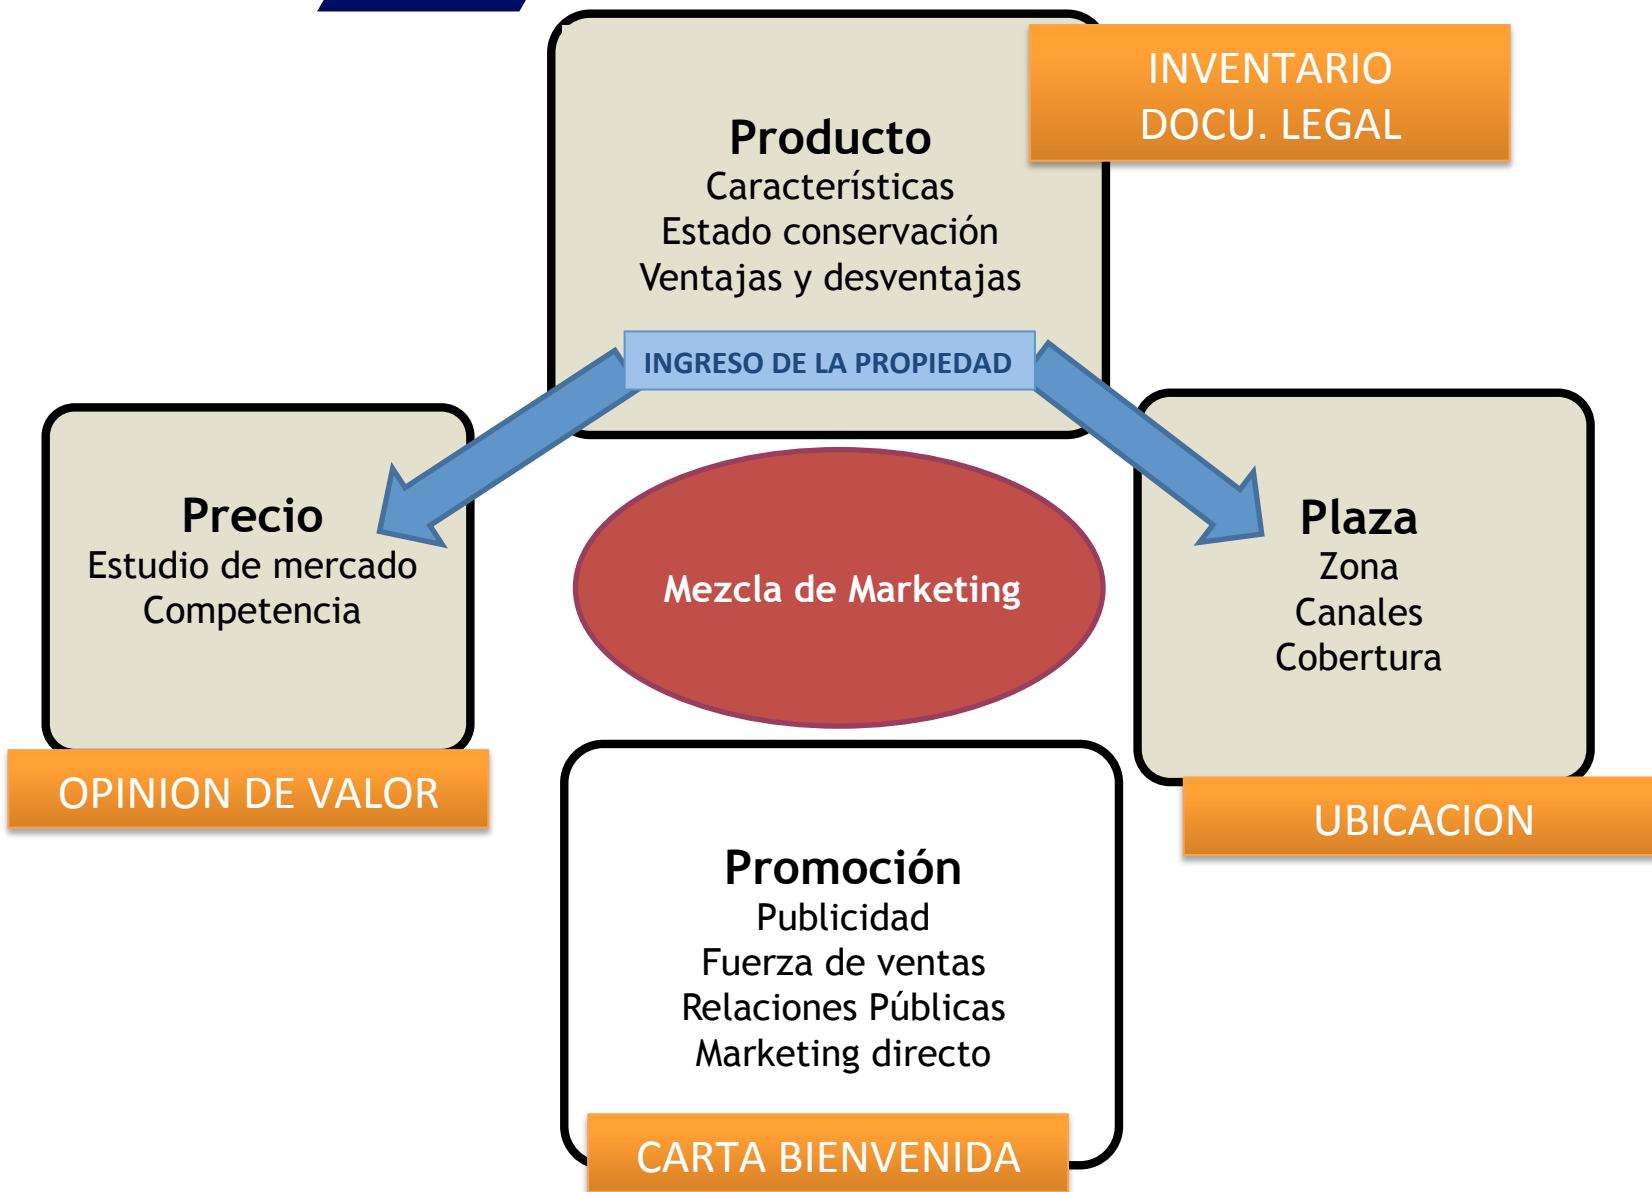 INVENTARIO
DOCU. LEGAL
Producto
Características
Estado conservación
Ventajas y desventajas
INGRESO DE LA PROPIEDAD
Precio
Estudio de mercado
Competencia
OPINION DE VALOR
Mezcla de Marketing
Plaza
Zona
Canales
Cobertura
UBICACION
Promoción
Publicidad
Fuerza de ventas
Relaciones Públicas
Marketing directo
CARTA BIENVENIDA